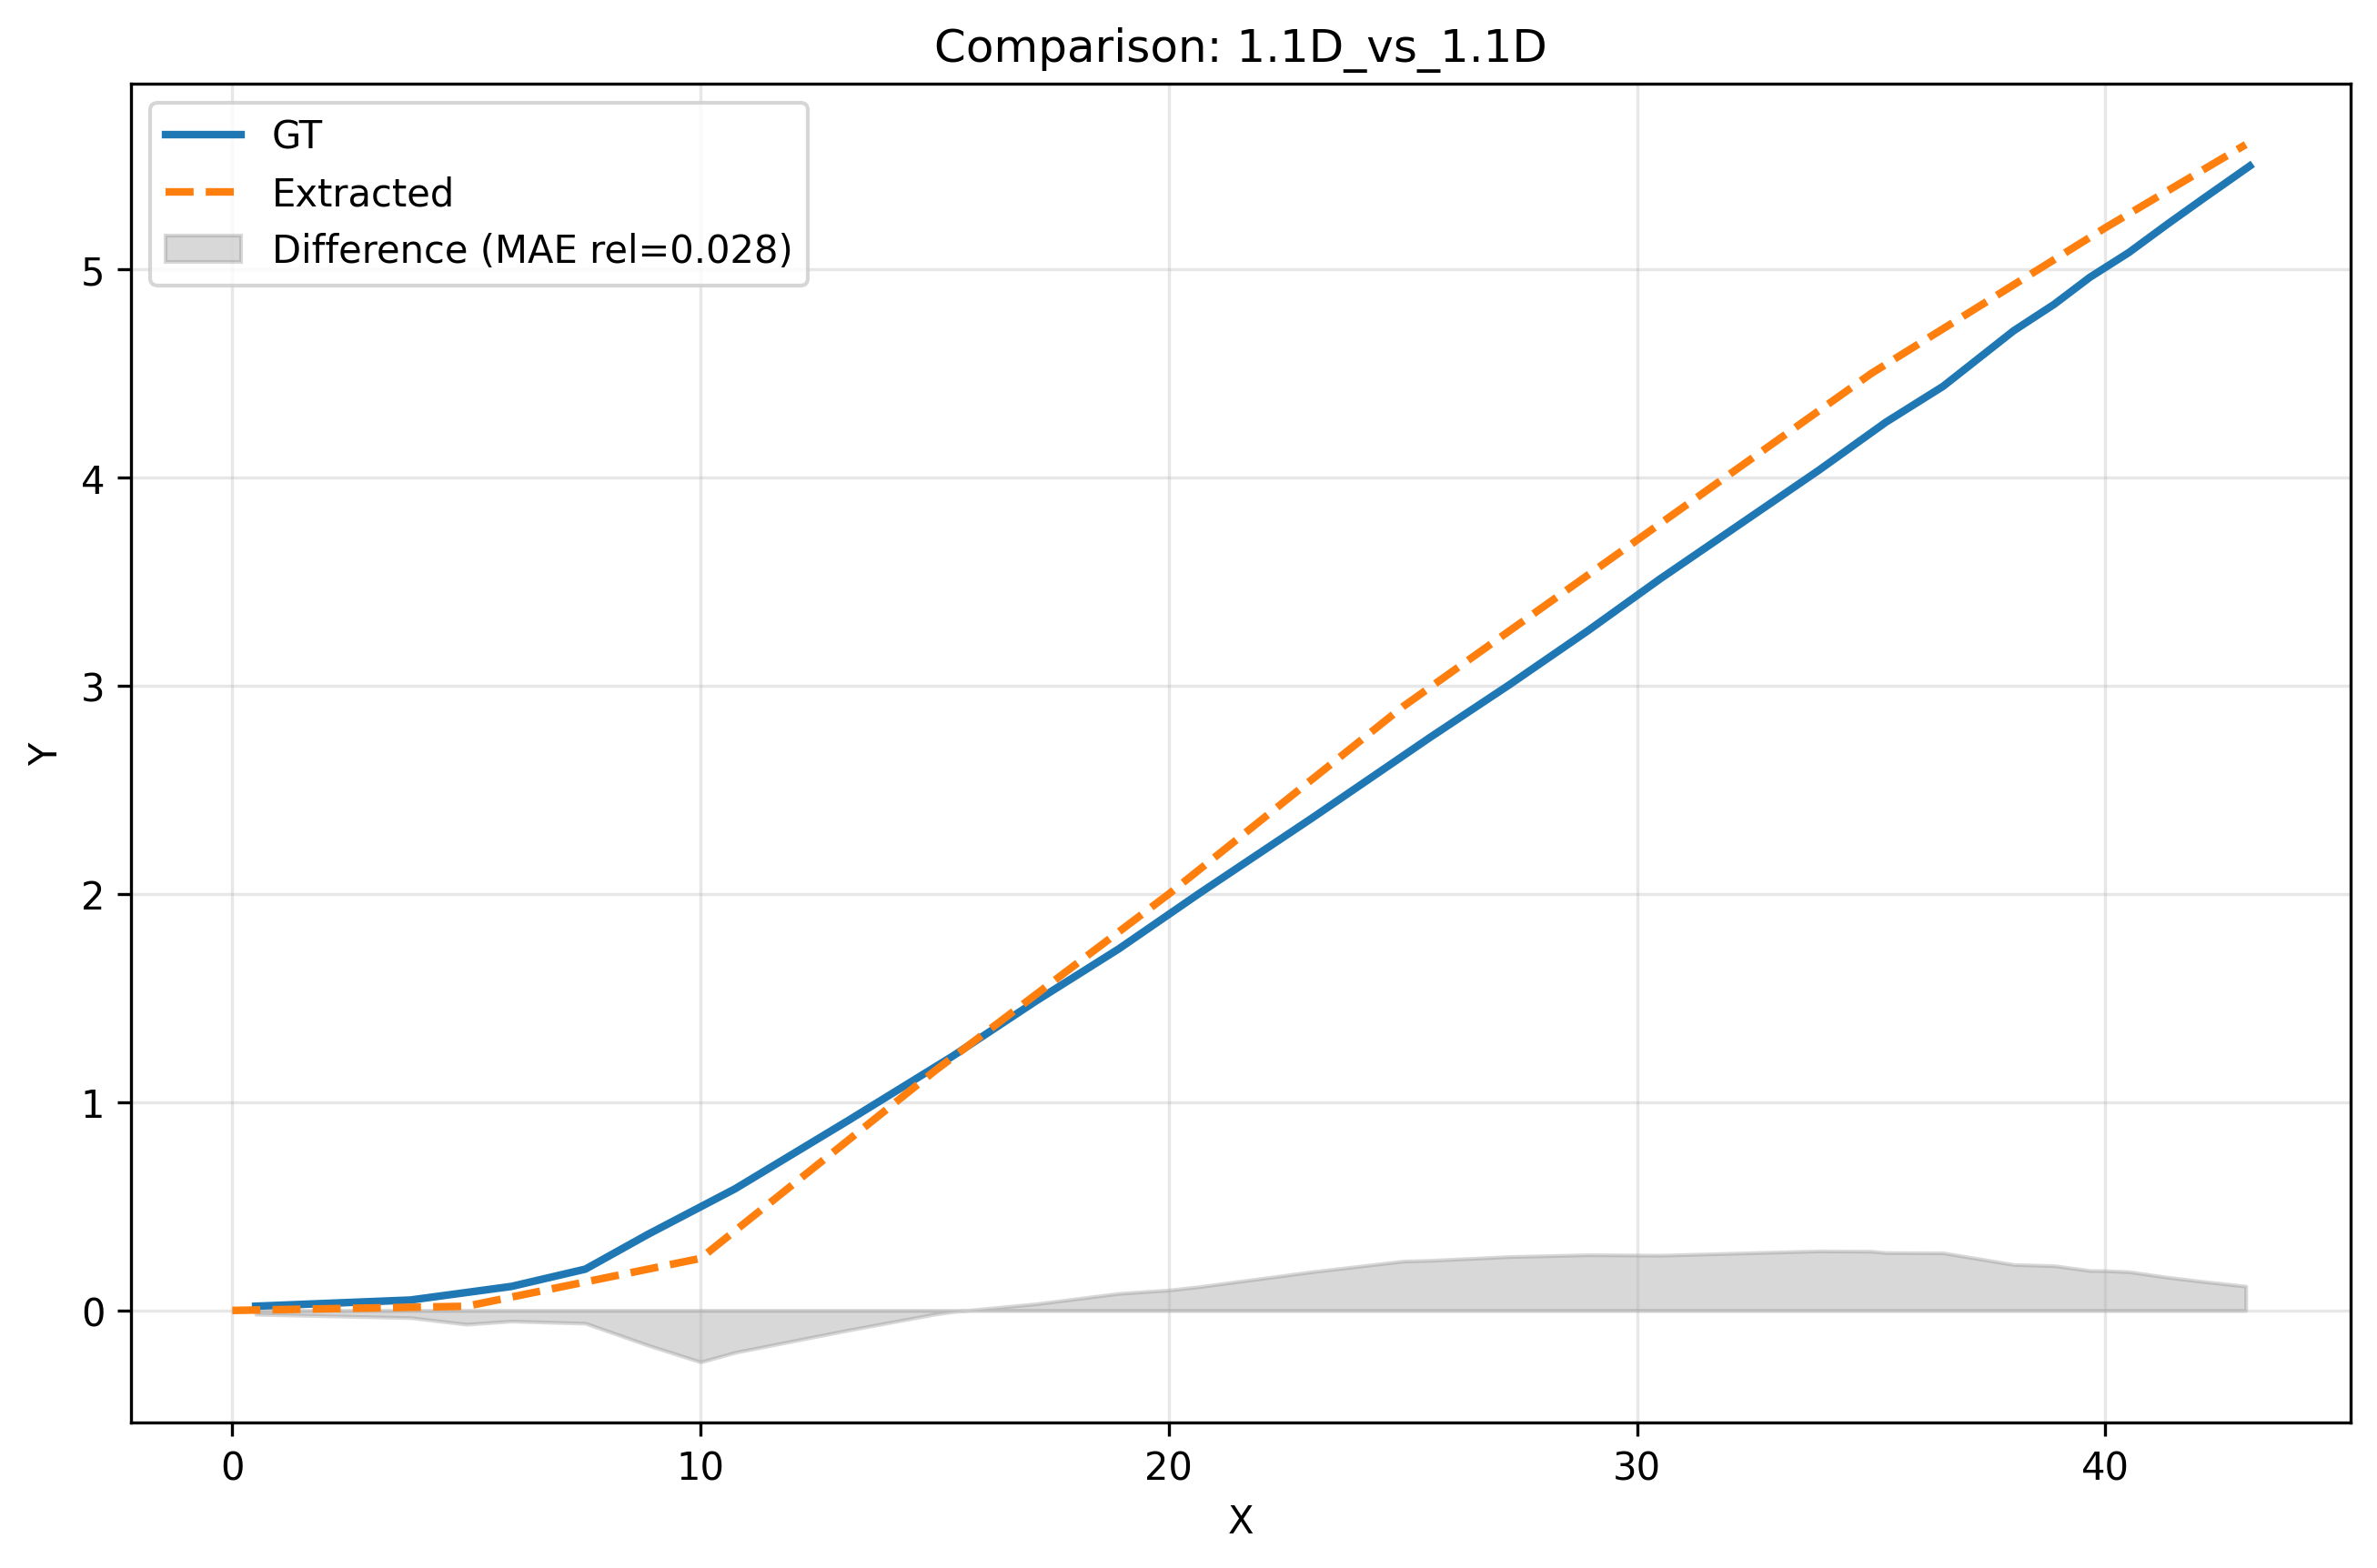 Comparison: 1.1D_vs_1.1D
GT
Extracted
Difference (MAE rel=0.028)
Y
5
4
3
2
1
0
0 10 20 30 40
X